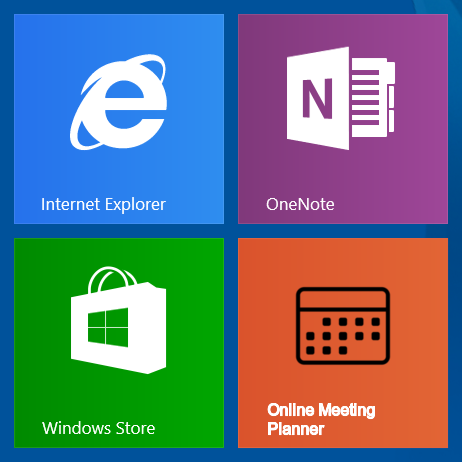 Internet Explorer
N
OneNote
Windows Store
Online Meeting
Planner